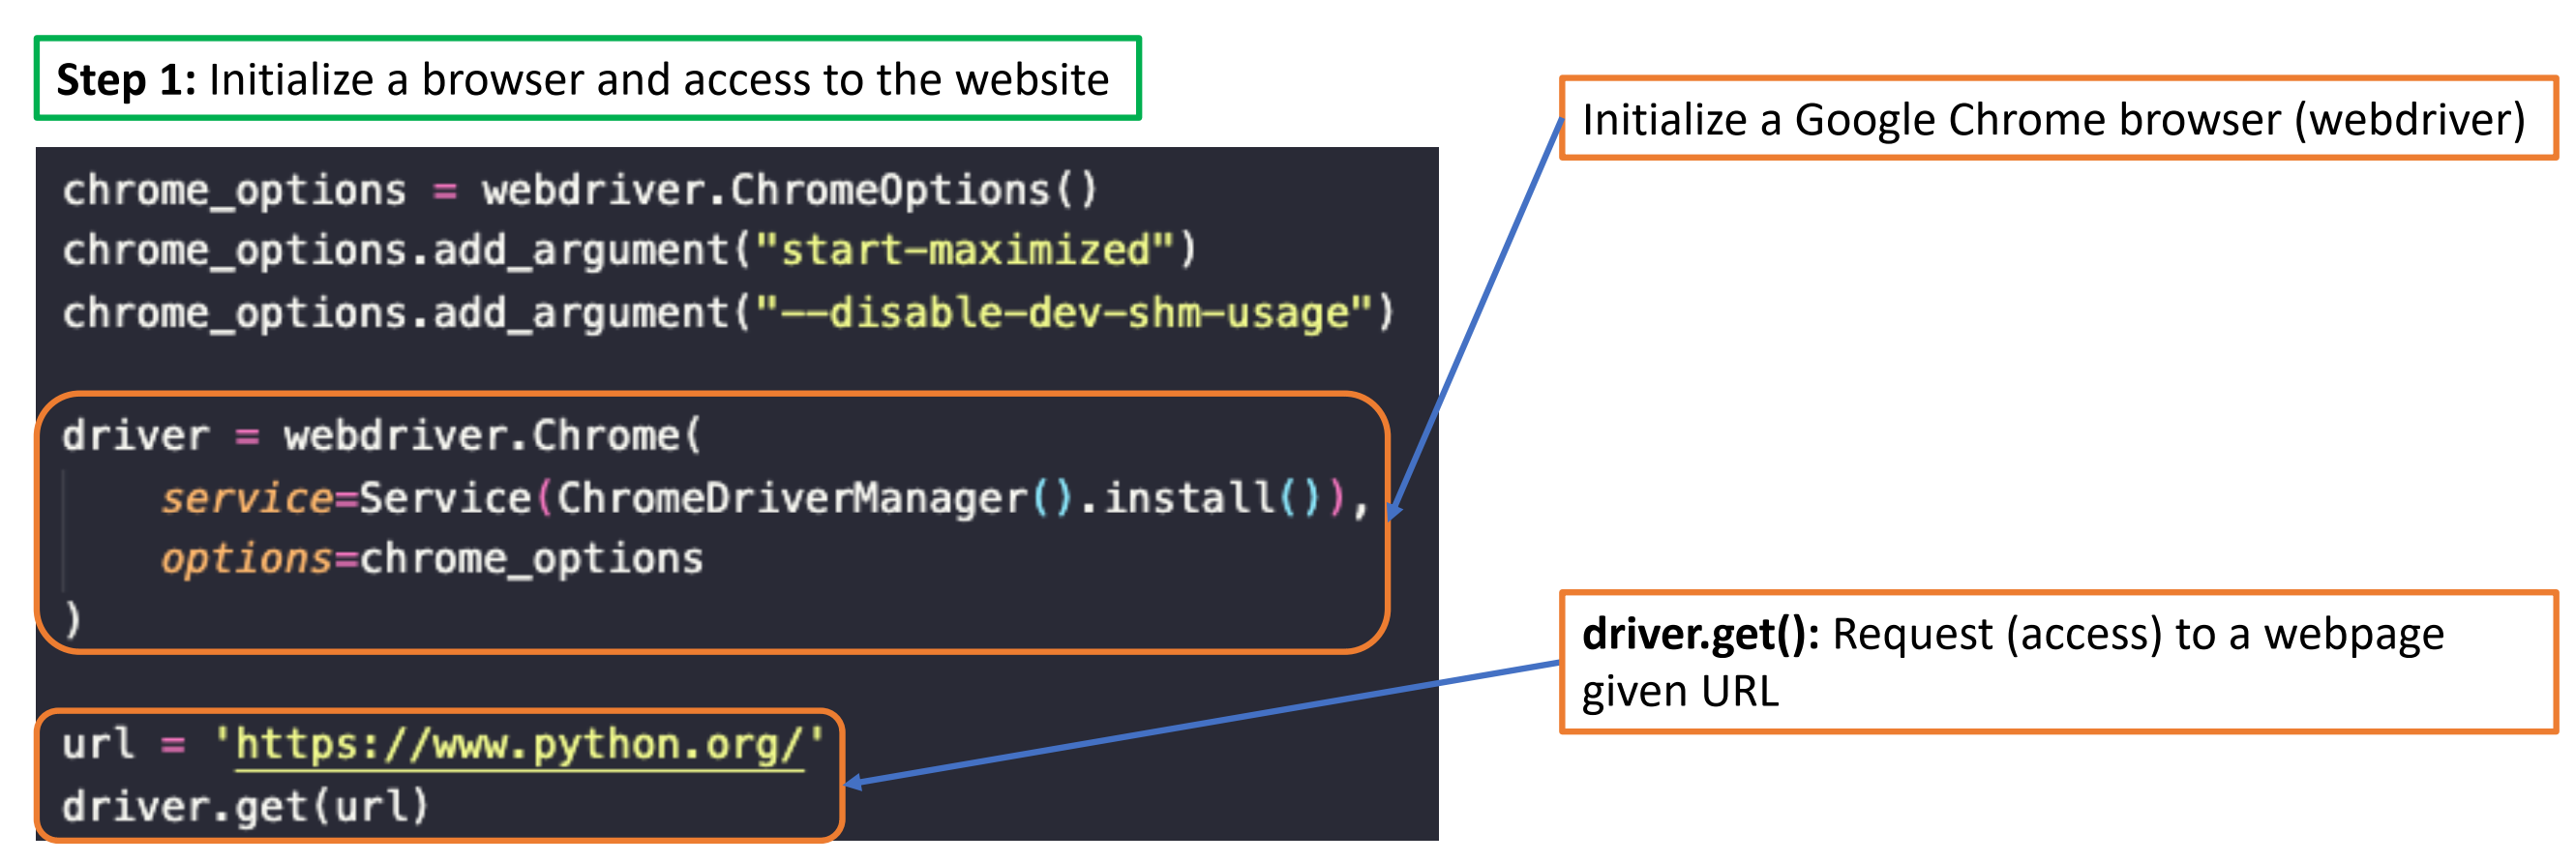 Step 1: Initialize a browser and access to the website
Initialize a Google Chrome browser (webdriver)
chrome_options = webdriver.ChromeOptions()
chrome_options.add_argument("start-maximized")
chrome_options.add_argument("--disable-dev-shm-usage")
driver = webdriver.Chrome(
    service=Service(ChromeDriverManager().install()),
    options=chrome_options
)
driver.get(): Request (access) to a webpage
given URL
url = 'https://www.python.org/'
driver.get(url)